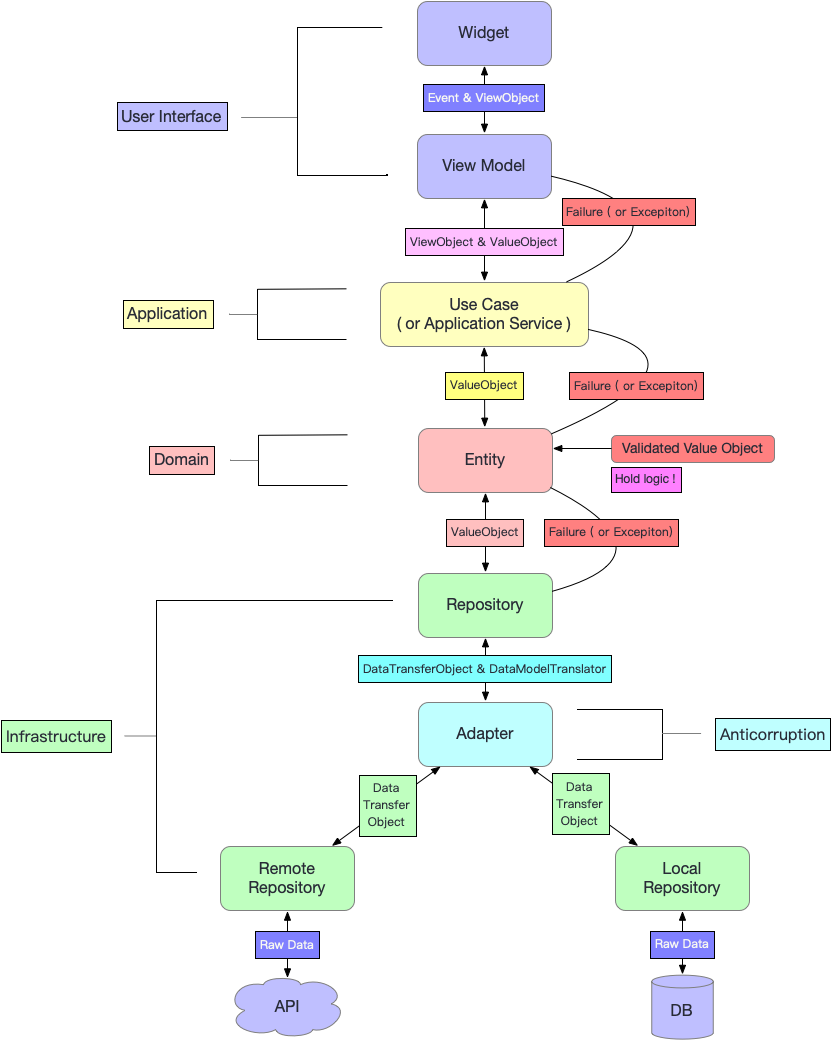 Widget
Event & ViewObject
User Interface
View Model
Failure ( or Excepiton)
ViewObject & ValueObject
Use Case
( or Application Service )
Application
ValueObject
Failure ( or Excepiton)
Validated Value Object
Domain
Entity
Hold logic !
ValueObject
Failure ( or Excepiton)
Repository
DataTransferObject & DataModelTranslator
Infrastructure
Adapter
Anticorruption
Data
Transfer
Object
Data
Transfer
Object
Remote
Repository
Local
Repository
Raw Data
Raw Data
API
DB